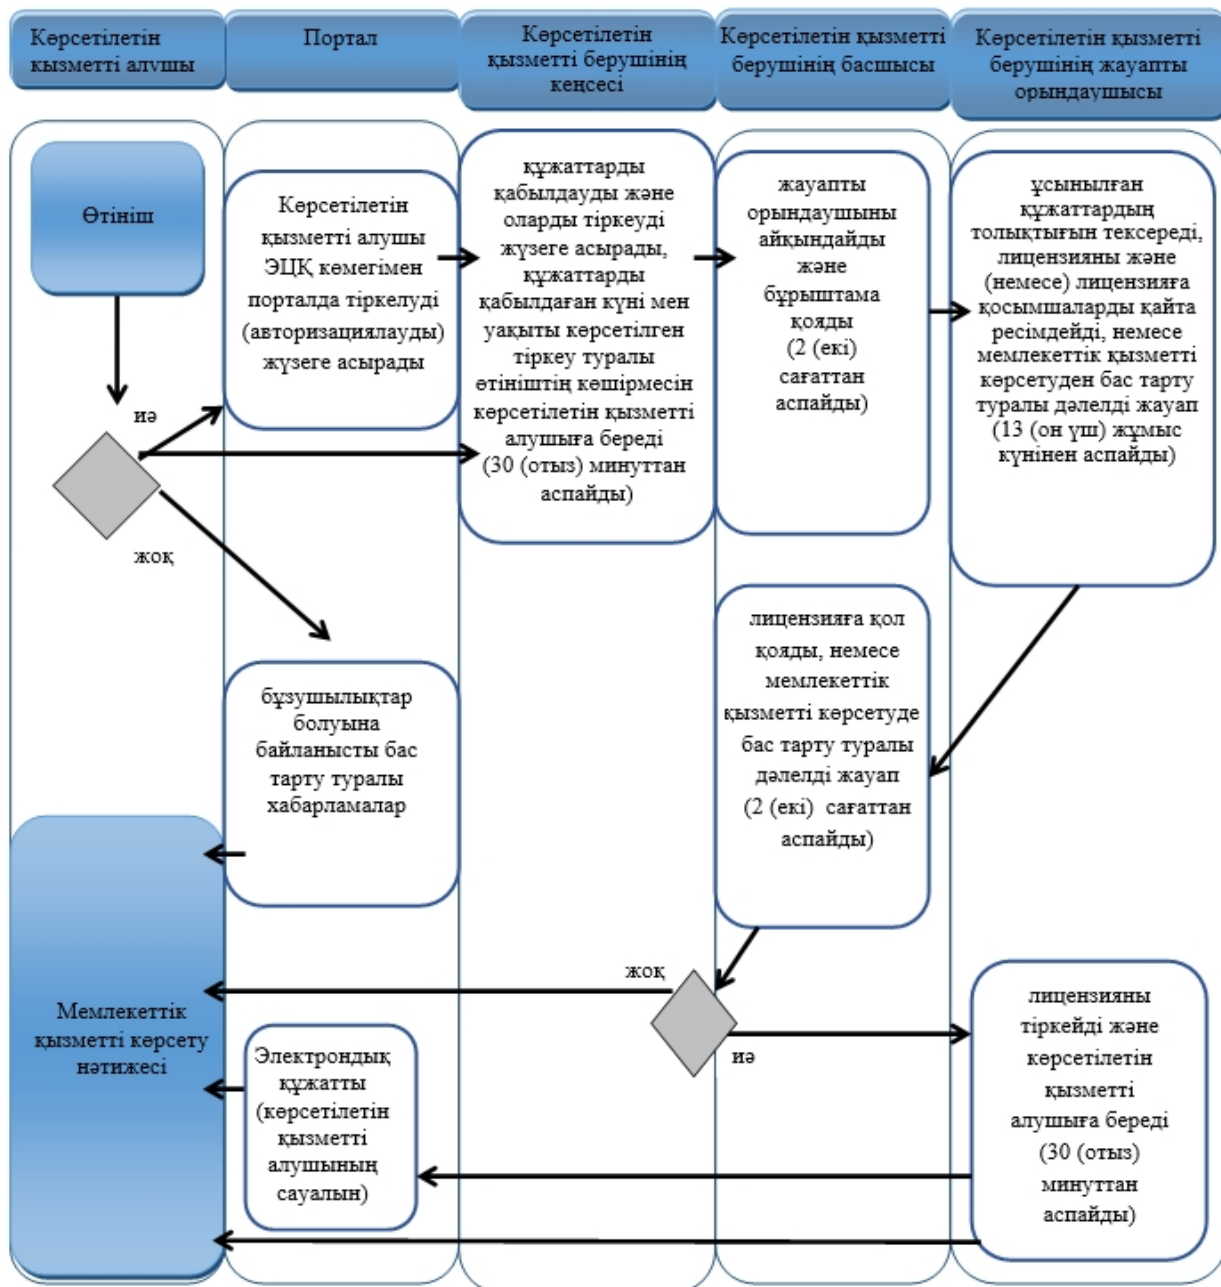 Көрсетілетін
қызметті алушы
Портал
Көрсетілетін
қызметті берушінің
кеңсесі
Көрсетілетін қызметті
берушінің басшысы
Көрсетілетін қызметті
берушінің жауапты
орындаушысы
Өтініш
Көрсетілетін
қызметті алушы
ЭЦҚ көмегімен
порталда тіркелуді
(авторизациялауды)
жүзеге асырады
құжаттарды
қабылдауды және
оларды тіркеуді
жүзеге асырады,
құжаттарды
қабылдаған күні мен
уақыты көрсетілген
тіркеу туралы
өтініштің көшірмесін
көрсетілетін қызметті
алушыға береді
(30 (отыз) минуттан
аспайды)
жауапты
орындаушыны
айқындайды
және
бұрыштама
қояды
(2 (екі)
сағаттан
аспайды)
ұсынылған
құжаттардың
толықтығын тексереді,
лицензияны және
(немесе) лицензияға
қосымшаларды қайта
ресімдейді, немесе
мемлекеттік қызметті
көрсетуден бас тарту
туралы дәлелді жауап
(13 (он үш) жұмыс
күнінен аспайды)
иә
жоқ
лицензияға қол
қояды, немесе
мемлекеттік
қызметті көрсетуде
бас тарту туралы
дәлелді жауап
(2 (екі) сағаттан
аспайды)
бұзушылықтар
болуына
байланысты бас
тарту туралы
хабарламалар
жоқ
иә
Мемлекеттік
қызметті көрсету
нәтижесі
Электрондық
құжатты
(көрсетілетін
қызметті
алушының
сауалын)
лицензияны
тіркейді және
көрсетілетін
қызметті
алушыға береді
(30 (отыз)
минуттан
аспайды)